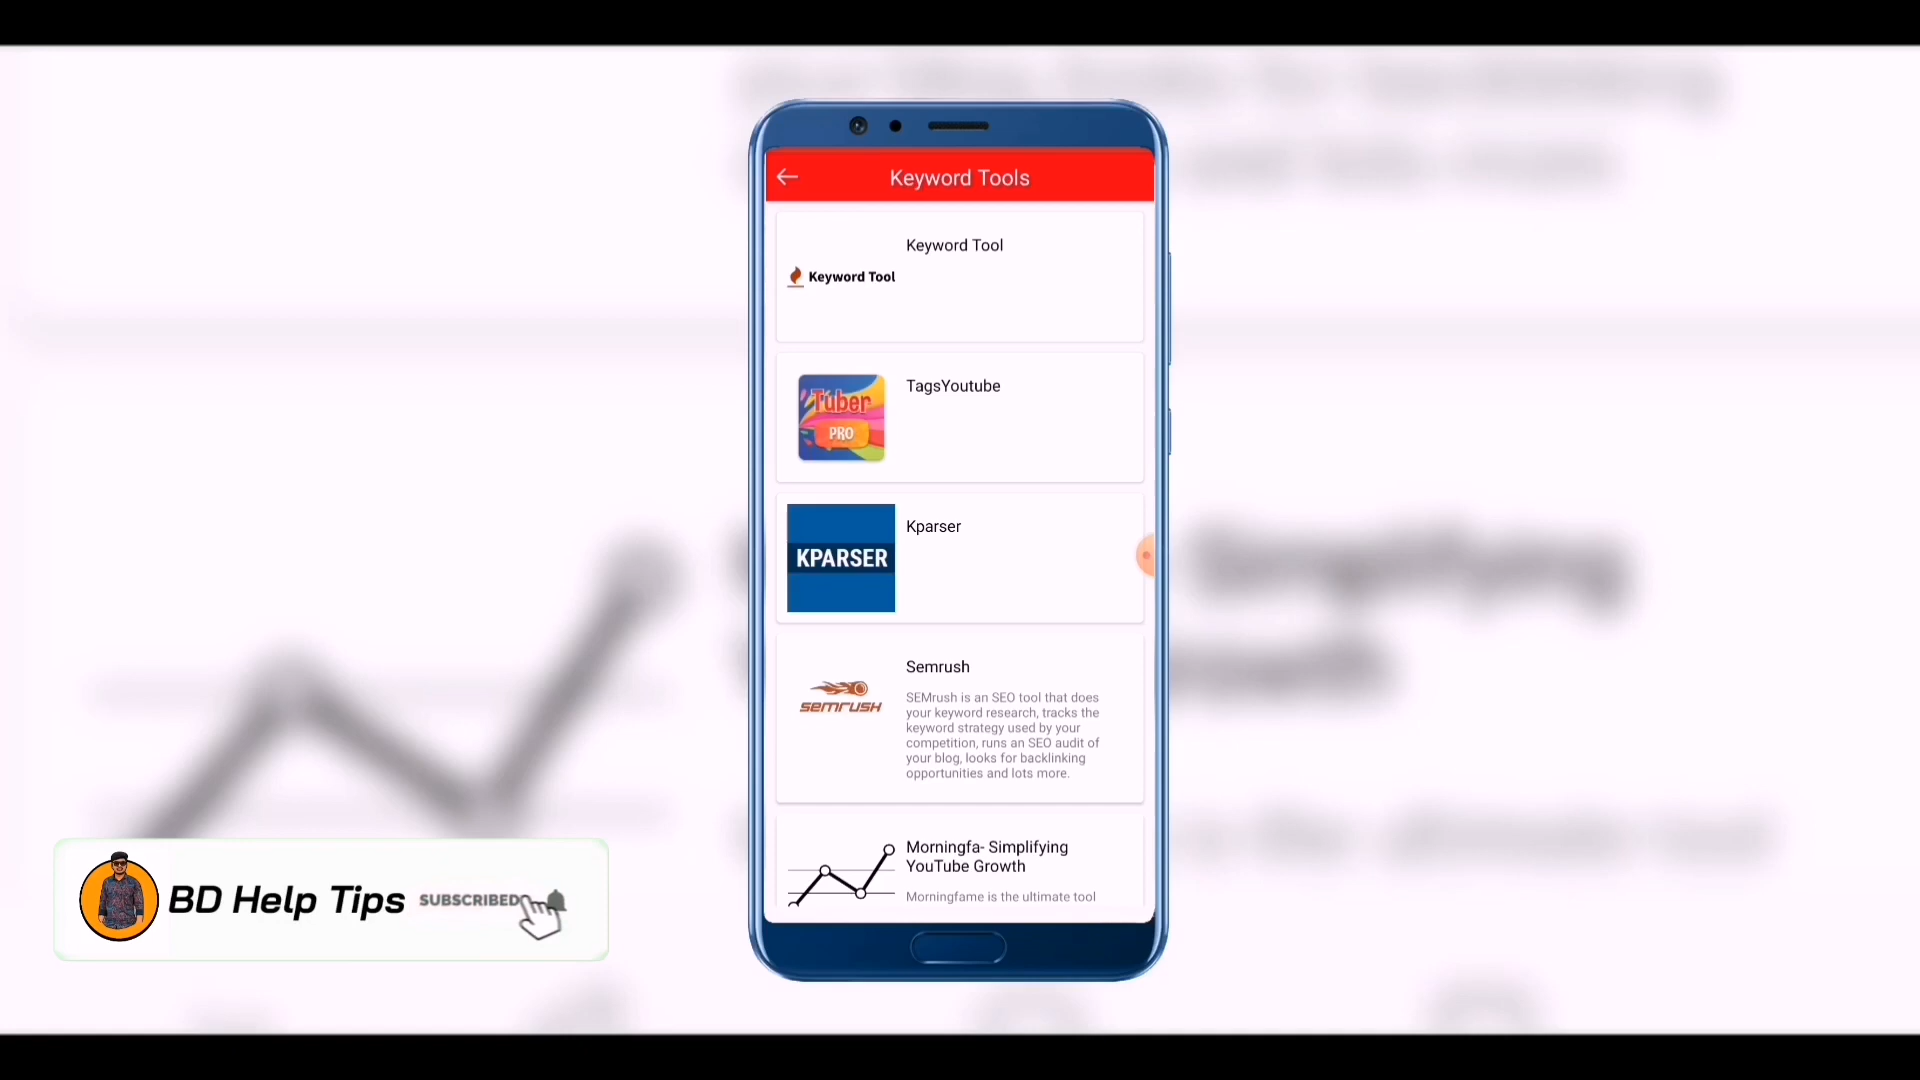 Keyword Tools
Keyword Tool
Keyword Tool
TagsYoutube
Tuber
PRO
Kparser
KPARSER
Semrush
semrush
SEMrush is an SEO tool that does
your keyword research, tracks the
keyword strategy used by your
competition, runs an SEO audit of
your blog, looks for backlinking
opportunities and lots more.
Morningfa- Simplifying
YouTube Growth
Morningfame is the ultimate tool
BD Help Tips
SUBSCRIBED